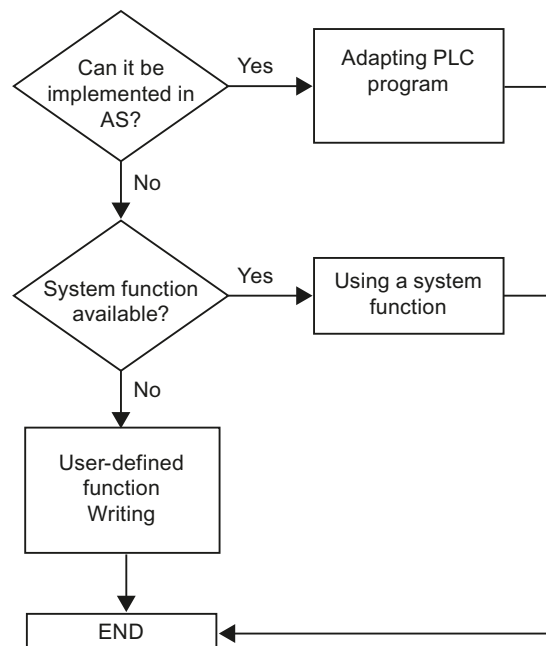 Can it be
implemented in
AS?
Yes
Adapting PLC
program
No
System function
available?
Yes
Using a system
function
No
User-defined
function
Writing
END